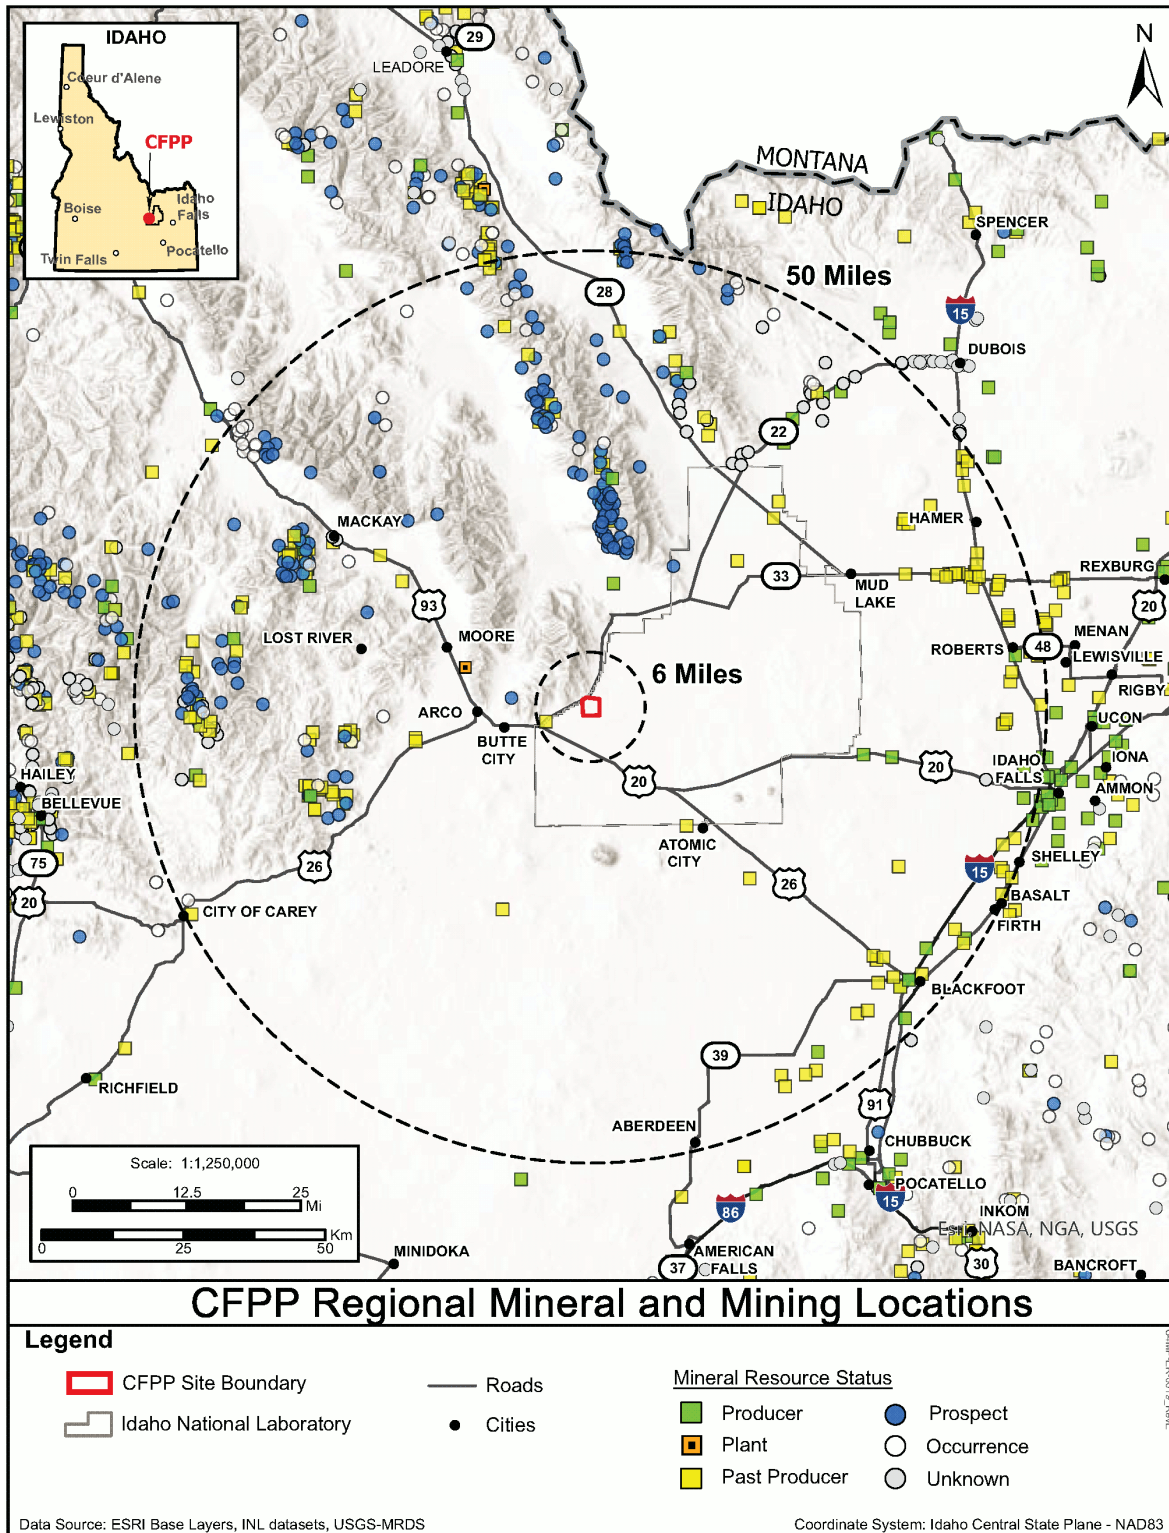 IDAHO
Coeur d'Alene
Lewiston
CFPP
Boise
Idaho
Falls
Pocatello
Twin Falls
29
LEADORE
N
MONTANA
IDAHO
SPENCER
50 Miles
28
15
DUBOIS
22
MACKAY
HAMER
33
MUD
LAKE
REXBURG
20
93
LOST RIVER
MOORE
ROBERTS
48
MENAN
LEWISVILLE
RIGBY
6 Miles
ARCO
BUTTE
CITY
UCON
IDAHO
FALLS
IONA
20
20
AMMON
HAILEY
BELLEVUE
ATOMIC
CITY
SHELLEY
75
26
15
26
20
BASALT
FIRTH
CITY OF CAREY
BLACKFOOT
39
RICHFIELD
91
ABERDEEN
CHUBBUCK
POCATELLO
15
86
INKOM
Esri, NASA, NGA, USGS
Scale: 1:1,250,000
0 12.5 25
Mi
Km
0 25 50
MINIDOKA
AMERICAN
FALLS
37
30
BANCROFT
CFPP Regional Mineral and Mining Locations
Legend
CFPP Site Boundary
Idaho National Laboratory
Roads
Cities
Mineral Resource Status
Producer
Plant
Past Producer
Prospect
Occurrence
Unknown
Data Source: ESRI Base Layers, INL datasets, USGS-MRDS
Coordinate System: Idaho Central State Plane - NAD83